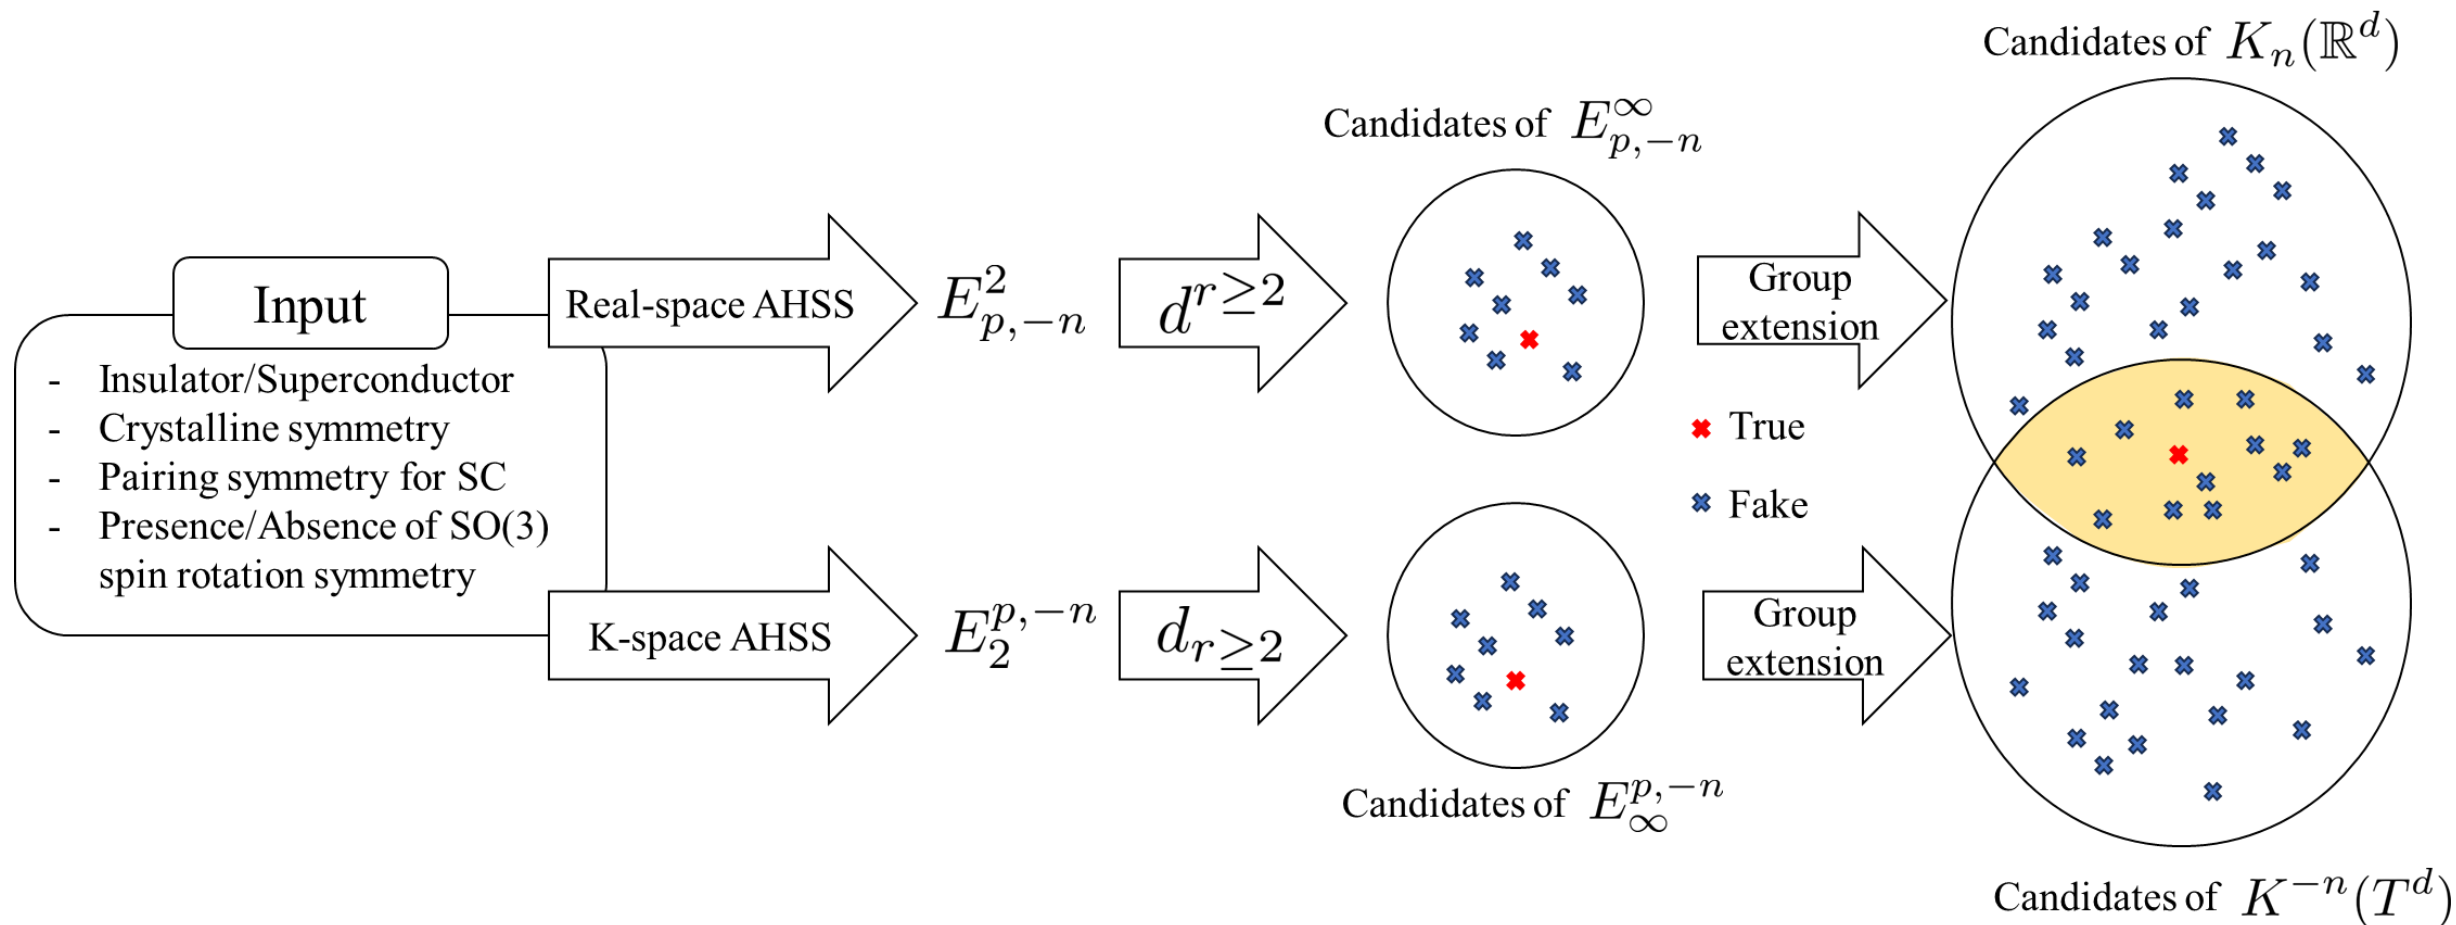 Input
- Insulator/Superconductor
- Crystalline symmetry
- Pairing symmetry for SC
- Presence/Absence of SO(3)
spin rotation symmetry
Real-space AHSS
K-space AHSS
$E^2_{p,-n}$
$E_2^{p,-n}$
$d^{r\geq 2}$
$d_{r\geq 2}$
Candidates of $E^\infty_{p,-n}$
Candidates of $E_\infty^{p,-n}$
Group
extension
True
Fake
Group
extension
Candidates of $K_n(\mathbb{R}^d)$
Candidates of $K^{-n}(T^d)$